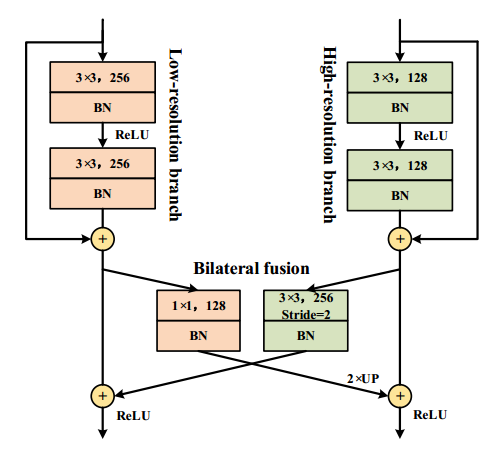 3×3, 256
BN
ReLU
3×3, 256
BN
+
Low-resolution branch
High-resolution branch
3×3, 128
BN
ReLU
3×3, 128
BN
+
Bilateral fusion
1×1, 128
BN
3×3, 256
Stride=2
BN
2×UP
+
ReLU
+
ReLU